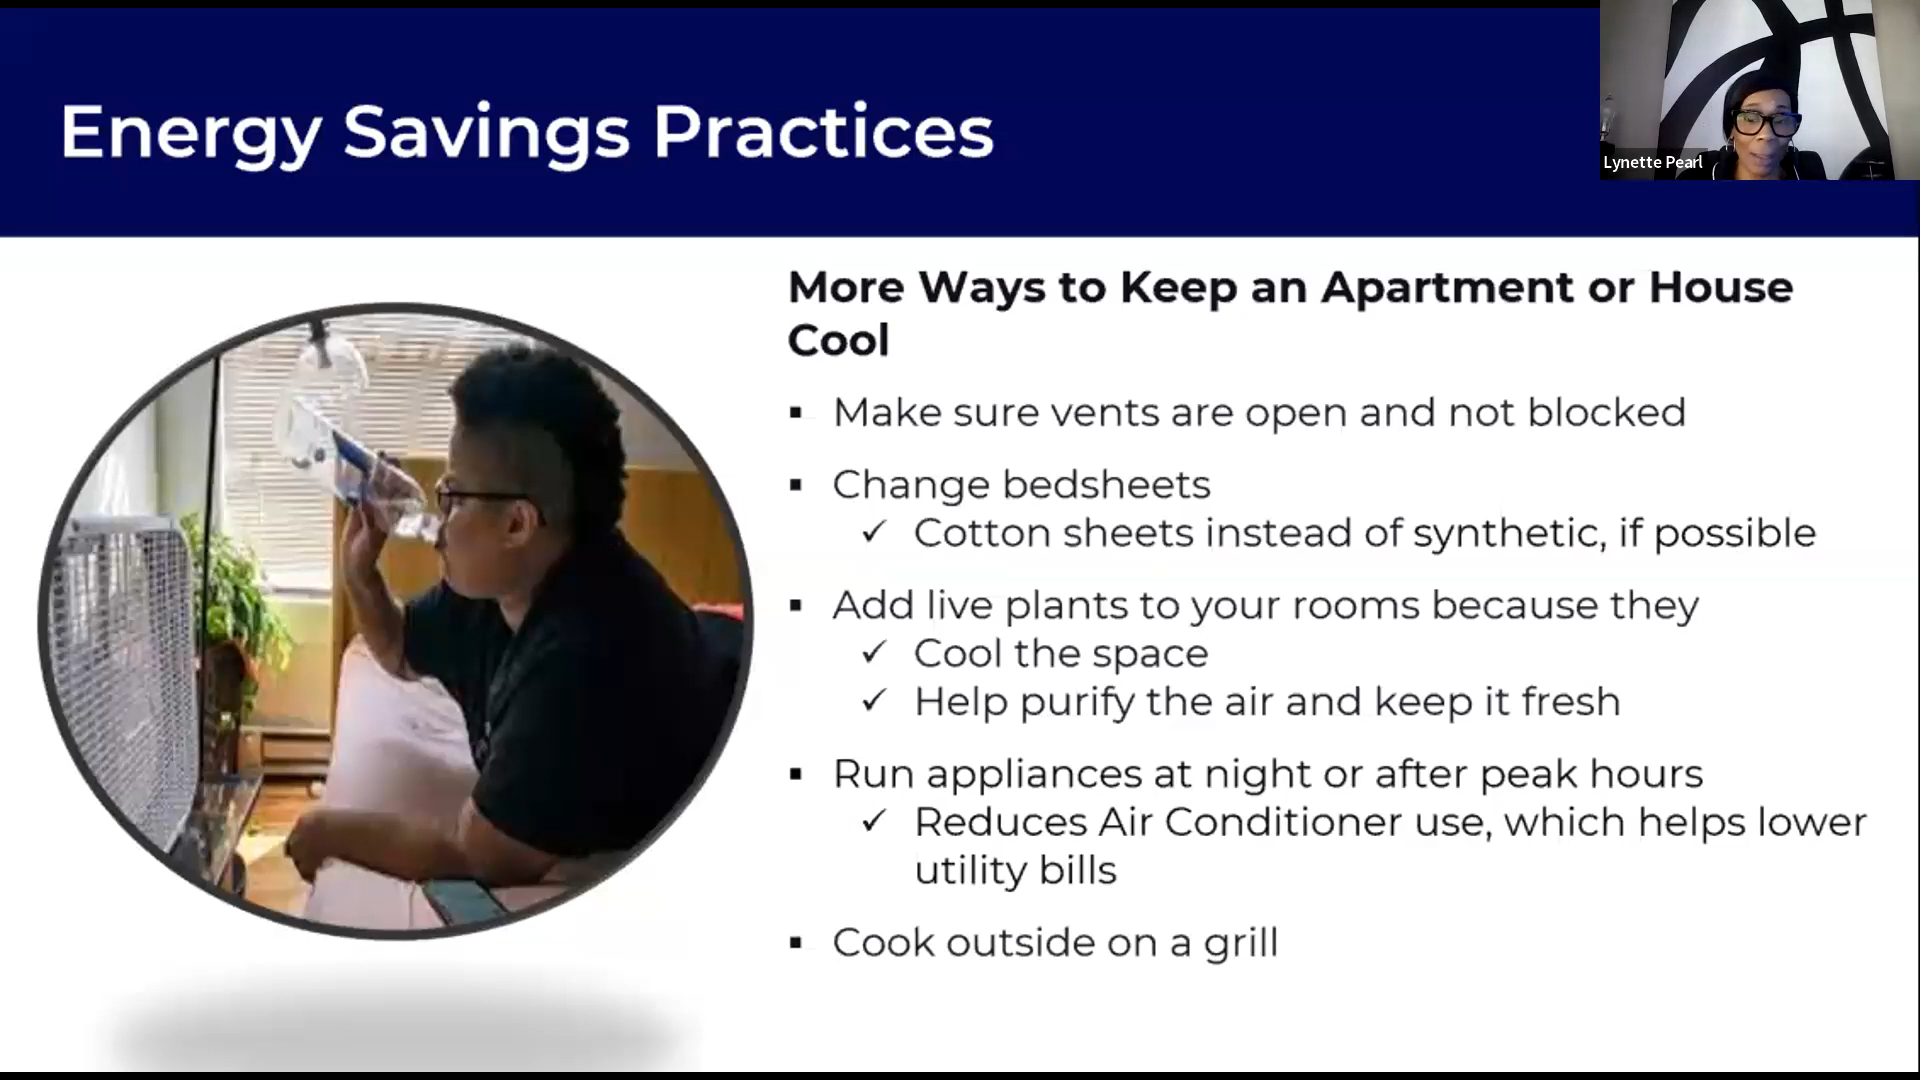 Energy Savings Practices
Lynette Pearl
More Ways to Keep an Apartment or House
Cool
▪ Make sure vents are open and not blocked
▪ Change bedsheets
✓ Cotton sheets instead of synthetic, if possible
▪ Add live plants to your rooms because they
✓ Cool the space
✓ Help purify the air and keep it fresh
▪ Run appliances at night or after peak hours
✓ Reduces Air Conditioner use, which helps lower
utility bills
▪ Cook outside on a grill